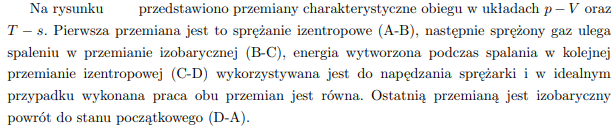 Na rysunku przedstawiono przemiany charakterystyczne obiegu w układach p − V oraz
T − s. Pierwsza przemiana jest to sprężanie izentropowe (A-B), następnie sprężony gaz ulega
spaleniu w przemianie izobarycznej (B-C), energia wytworzona podczas spalania w kolejnej
przemianie izentropowej (C-D) wykorzystywana jest do napędzania sprężarki i w idealnym
przypadku wykonana praca obu przemian jest równa. Ostatnią przemianą jest izobaryczny
powrót do stanu początkowego (D-A).